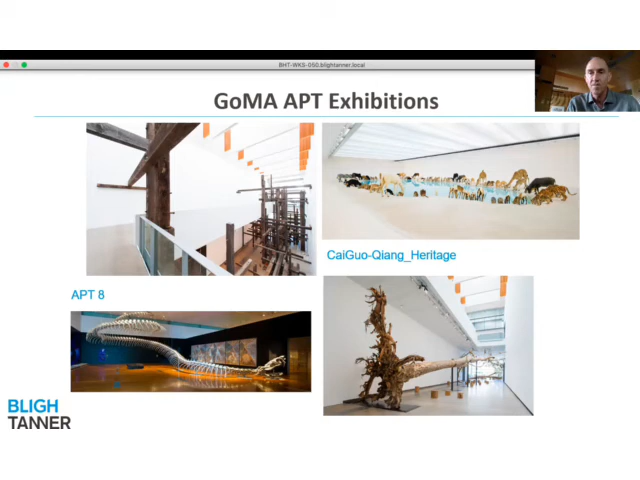 BHT-WKS-050.blightanner.local
GoMA APT Exhibitions
CaiGuo-Qiang_Heritage
APT 8
BLIGH
TANNER